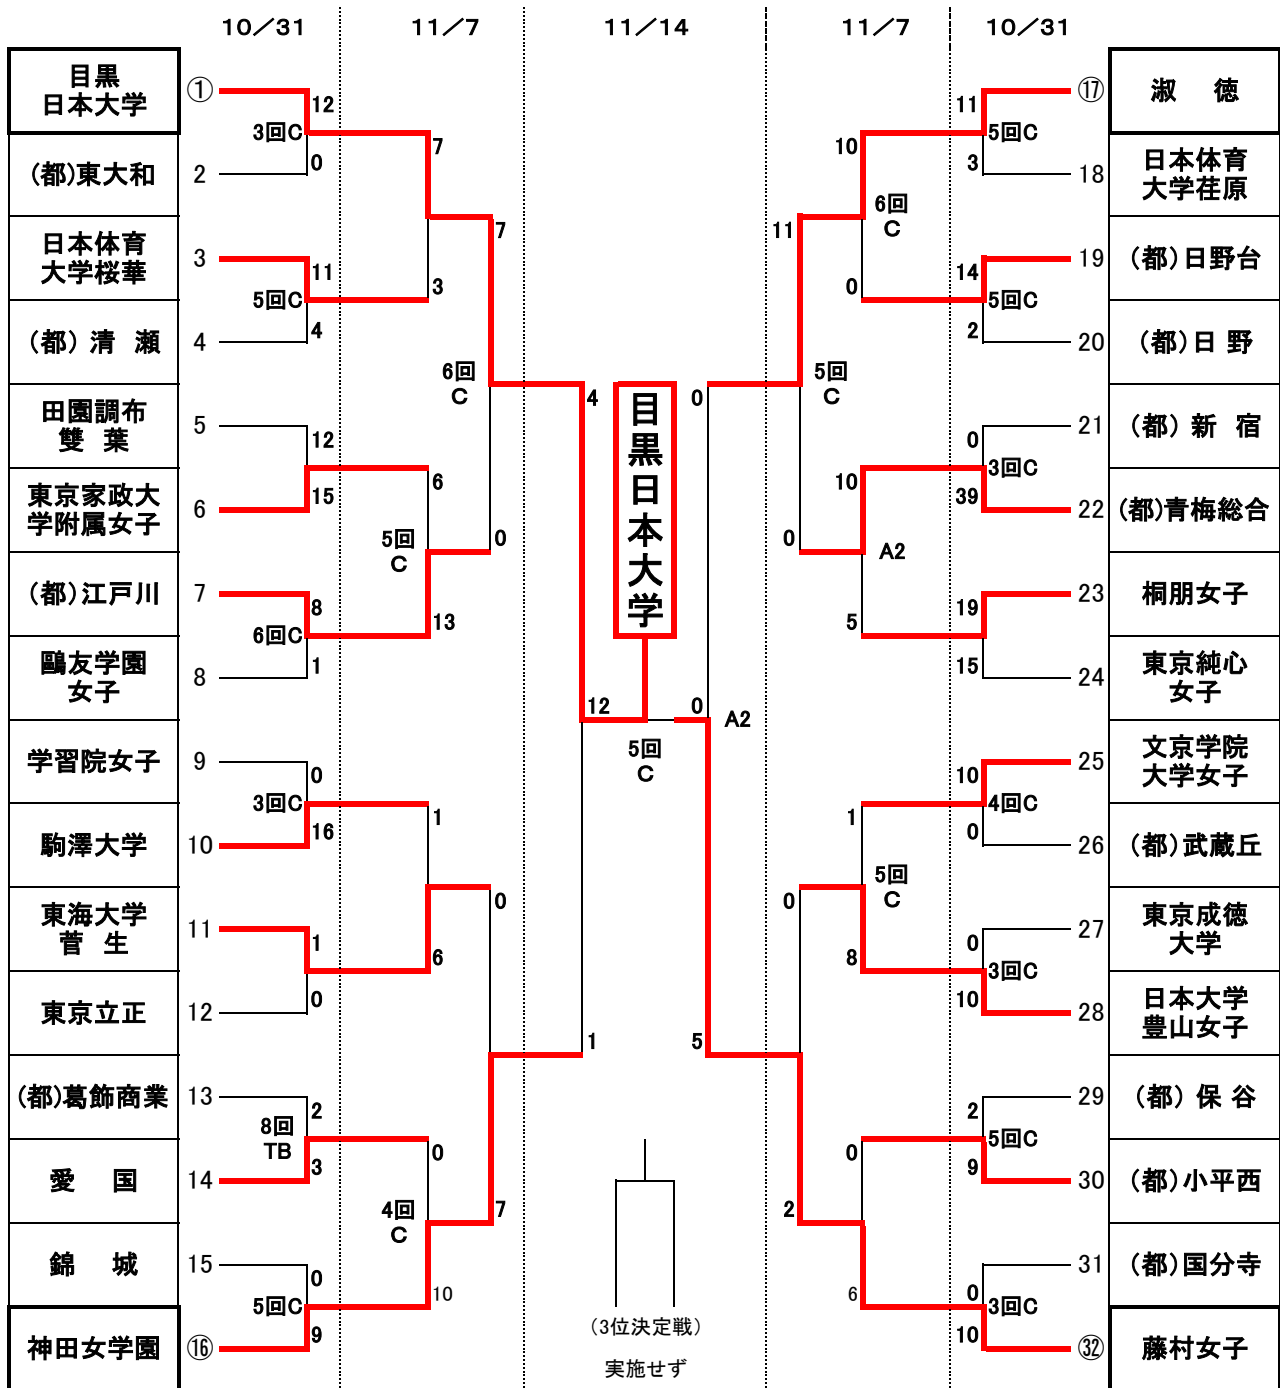 10／31
11／7
11／14
11／7
10／31
目黒
日本大学
①
12
3回C
0
(都)東大和
2
7
日本体育
大学桜華
3
11
5回C
4
(都) 清 瀬
4
3
7
6回
C
田園調布
雙 葉
5
12
東京家政大
学附属女子
6
15
6
5回
C
(都)江戸川
7
8
6回C
1
鷗友学園
女子
8
13
0
4
学習院女子
9
0
3回C
16
駒澤大学
10
1
東海大学
菅 生
11
1
東京立正
12
0
6
0
(都)葛飾商業
13
2
8回
TB
3
愛 国
14
0
4回
C
錦 城
15
0
5回C
9
神田女学園
⑯
10
7
1
目黒日本大学
12
0
5回
C
(3位決定戦)
実施せず
0
A2
5
淑 徳
⑰
11
5回C
3
日本体育
大学荏原
18
10
6回
C
(都)日野台
19
14
5回C
2
(都)日 野
20
0
11
5回
C
(都) 新 宿
21
0
3回C
39
(都)青梅総合
22
10
A2
桐朋女子
23
19
東京純心
女子
24
15
5
0
文京学院
大学女子
25
10
4回C
0
(都)武蔵丘
26
1
5回
C
東京成徳
大学
27
0
3回C
10
日本大学
豊山女子
28
8
0
(都) 保 谷
29
2
5回C
9
(都)小平西
30
0
(都)国分寺
31
0
3回C
10
藤村女子
㉜
6
2